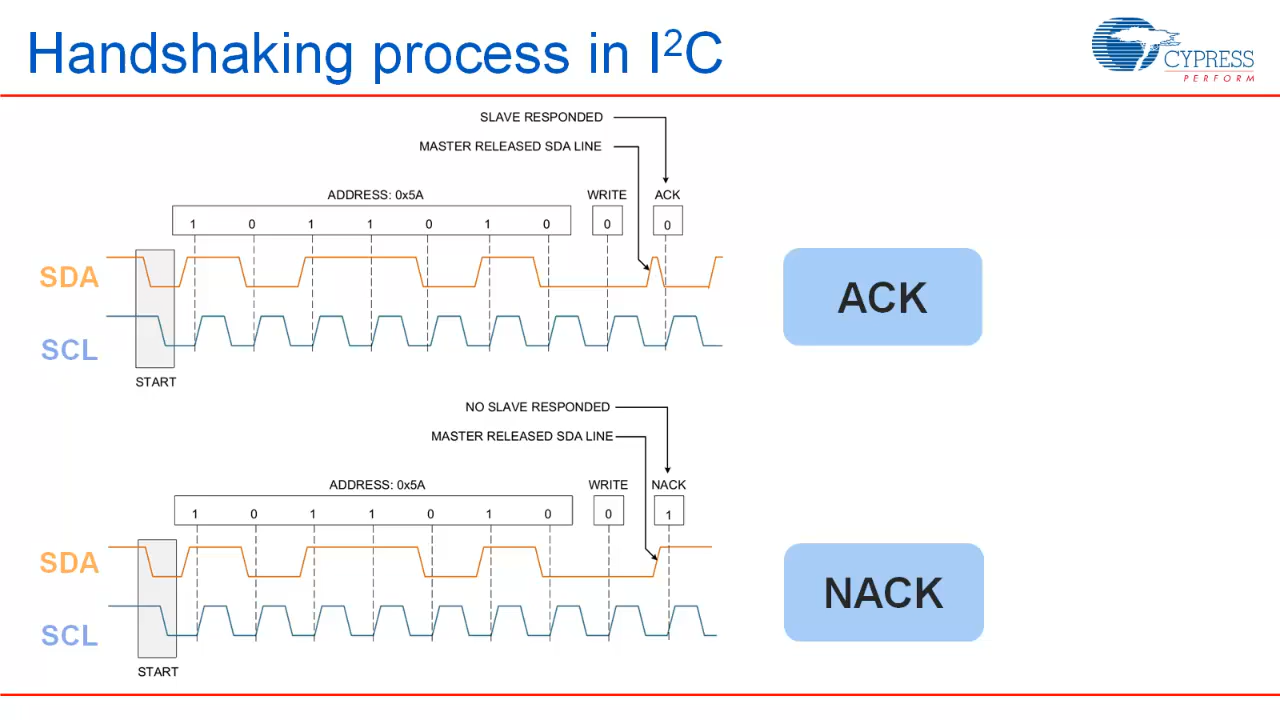 Handshaking process in I²C
CYPRESS
PERFORM
SLAVE RESPONDED
MASTER RELEASED SDA LINE
ADDRESS: 0x5A WRITE ACK
1 0 1 1 0 1 0 0 0
SDA
SCL
START
ACK
NO SLAVE RESPONDED
MASTER RELEASED SDA LINE
ADDRESS: 0x5A WRITE NACK
1 0 1 1 0 1 0 0 1
SDA
SCL
START
NACK